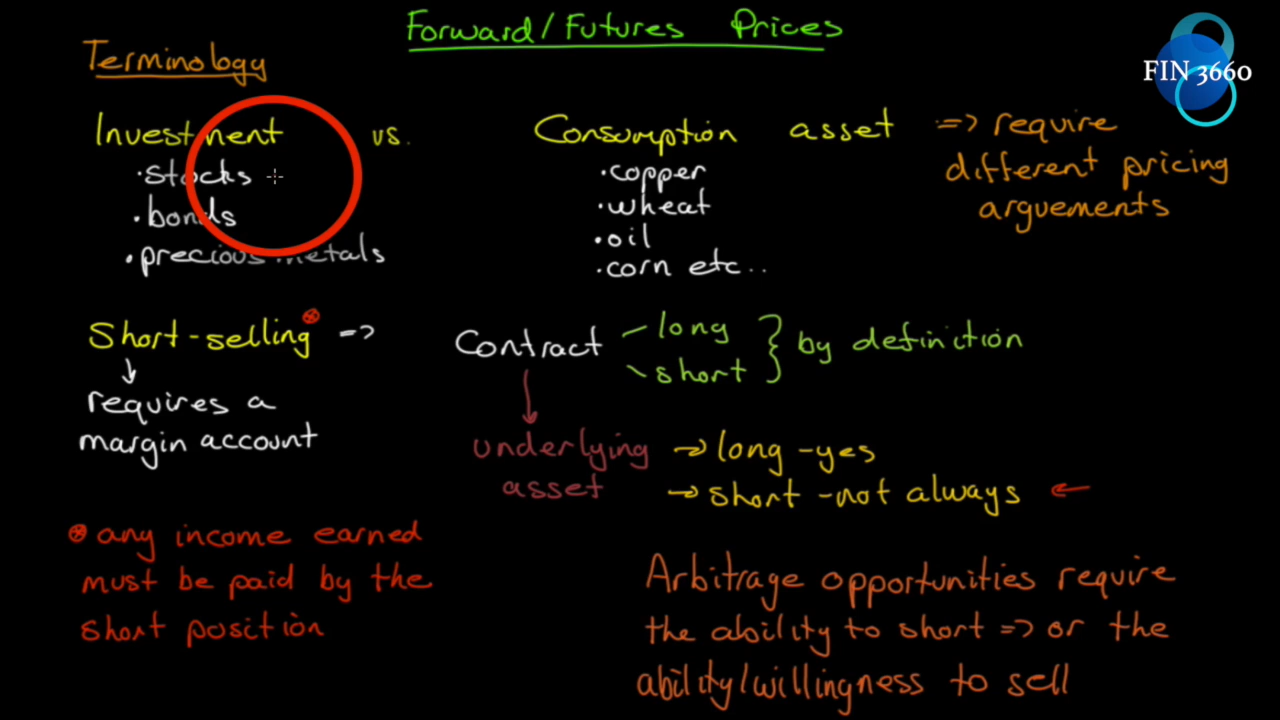 Forward/Futures Prices
FIN 3660
Terminology
Investment vs. Consumption asset => require
different pricing
arguements
·stocks
·bonds
·precious metals
·copper
·wheat
·oil
·corn etc..
Short-selling⊗ =>
requires a
margin account
Contract
long
short
} by definition
underlying
asset
→ long -yes
→ short -not always ←
⊗ any income earned
must be paid by the
short position
Arbitrage opportunities require
the ability to short => or the
ability/willingness to sell